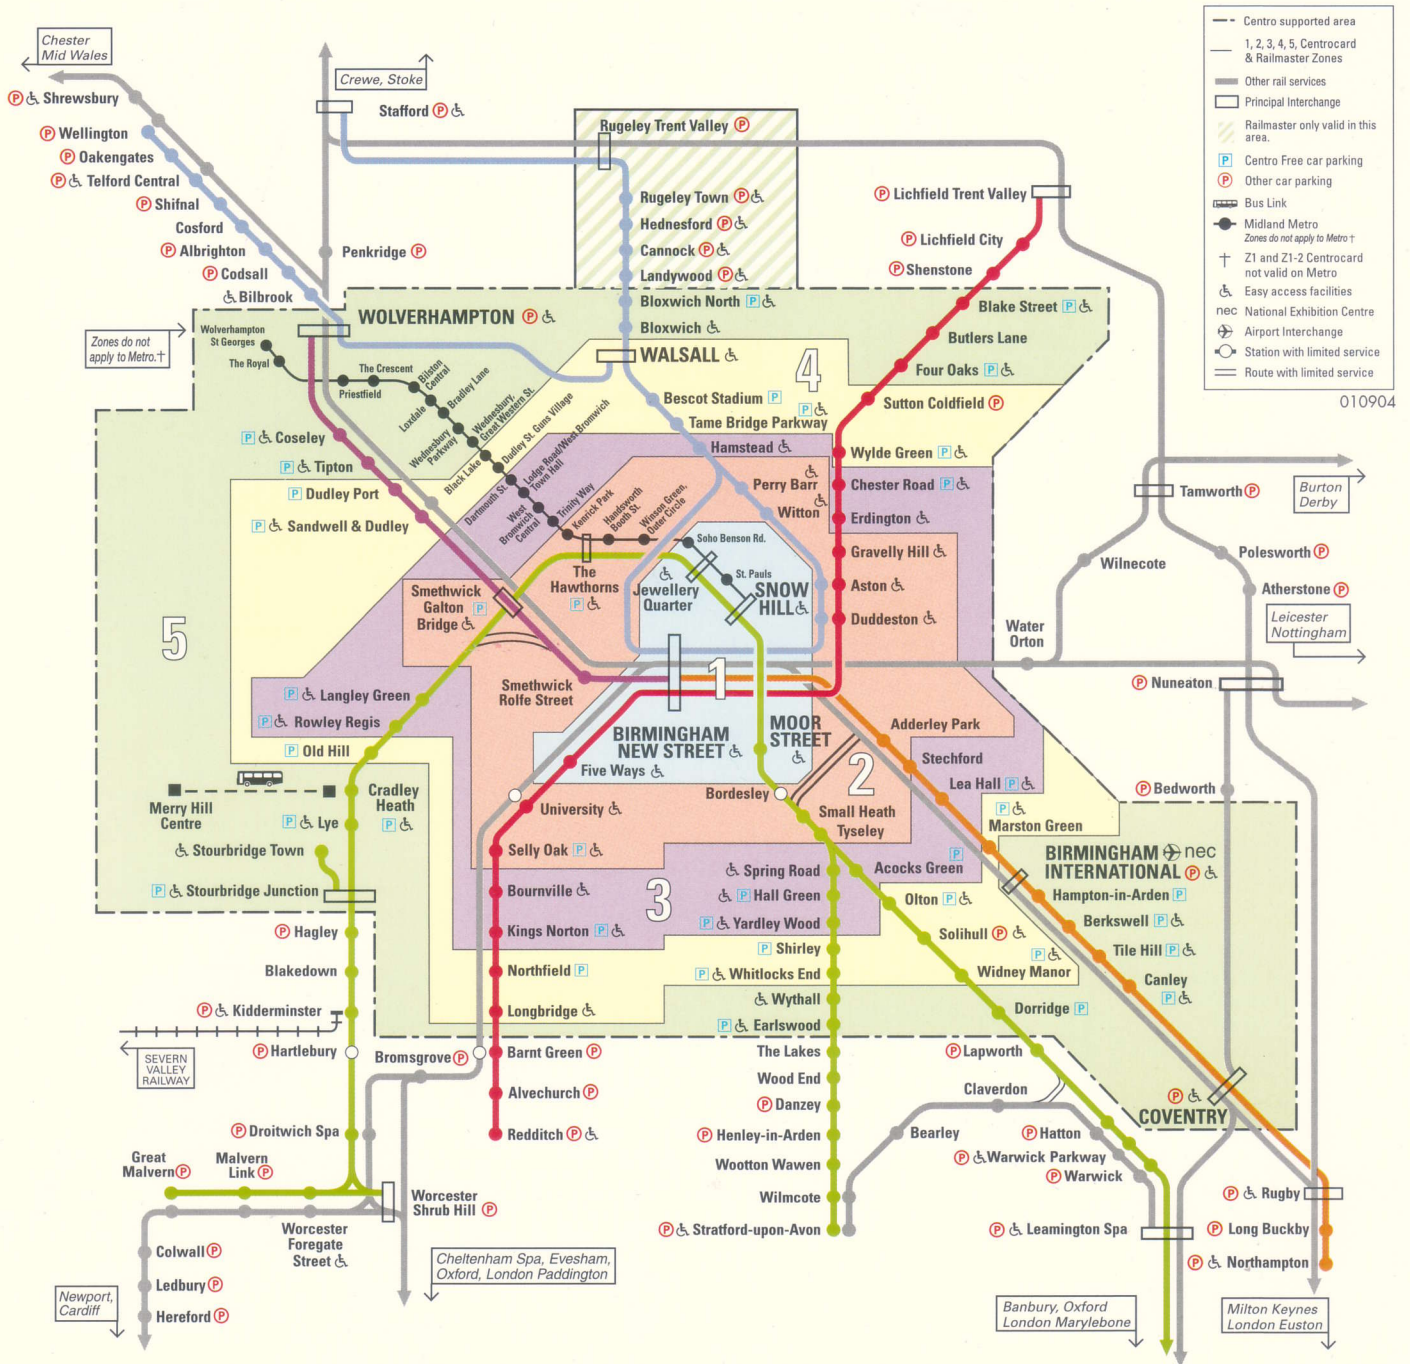 Chester
Mid Wales
Crewe, Stoke
Shrewsbury
Wellington
Oakengates
Telford Central
Shifnal
Cosford
Albrighton
Codsall
Bilbrook
Stafford
Penkridge
Rugeley Trent Valley
Rugeley Town
Hednesford
Cannock
Landywood
Bloxwich North
Bloxwich
WALSALL
Lichfield Trent Valley
Lichfield City
Shenstone
Blake Street
Butlers Lane
Four Oaks
Sutton Coldfield
Wylde Green
Chester Road
Erdington
Gravelly Hill
Aston
Duddeston
Centro supported area
1, 2, 3, 4, 5, Centrocard
& Railmaster Zones
Other rail services
Principal Interchange
Railmaster only valid in this
area.
P Centro Free car parking
P Other car parking
Bus Link
Midland Metro
Zones do not apply to Metro †
† Z1 and Z1-2 Centrocard
not valid on Metro
Easy access facilities
nec National Exhibition Centre
Airport Interchange
Station with limited service
Route with limited service
010904
WOLVERHAMPTON
Zones do not
apply to Metro.†
Wolverhampton
St Georges
The Royal
The Crescent
Priestfield
Bilston
Central
Loxdale
Bradley Lane
Wednesbury,
Great Western St.
Wednesbury
Parkway
Black Lake
Dudley St. Guns Village
Dartmouth St.
Lodge Road/West Bromwich
Town Hall
West
Bromwich
Central
Trinity Way
Kenrick Park
Handsworth
Booth St.
Winson Green,
Outer Circle
Soho Benson Rd.
St. Pauls
Bescot Stadium
Tame Bridge Parkway
Hamstead
Perry Barr
Witton
4
Coseley
Tipton
Dudley Port
Sandwell & Dudley
Smethwick
Galton
Bridge
The
Hawthorns
Jewellery
Quarter
SNOW
HILL
Smethwick
Rolfe Street
5
1
Langley Green
Rowley Regis
Old Hill
BIRMINGHAM
NEW STREET
MOOR
STREET
Five Ways
Bordesley
Adderley Park
Stechford
Lea Hall
2
Small Heath
Tyseley
Marston Green
Burton
Derby
Tamworth
Wilnecote
Polesworth
Atherstone
Leicester
Nottingham
Water
Orton
Nuneaton
Bedworth
Merry Hill
Centre
Cradley
Heath
Lye
Stourbridge Town
Stourbridge Junction
University
Selly Oak
Bournville
Kings Norton
Northfield
Longbridge
3
Spring Road
Hall Green
Yardley Wood
Shirley
Whitlocks End
Wythall
Earlswood
Acocks Green
Olton
Solihull
Widney Manor
Dorridge
BIRMINGHAM nec
INTERNATIONAL
Hampton-in-Arden
Berkswell
Tile Hill
Canley
COVENTRY
Hagley
Blakedown
Kidderminster
SEVERN
VALLEY
RAILWAY
Hartlebury
Bromsgrove
Barnt Green
Alvechurch
Redditch
Droitwich Spa
Great
Malvern
Malvern
Link
Worcester
Shrub Hill
Worcester
Foregate
Street
Colwall
Ledbury
Hereford
Newport,
Cardiff
Cheltenham Spa, Evesham,
Oxford, London Paddington
The Lakes
Wood End
Danzey
Henley-in-Arden
Wootton Wawen
Wilmcote
Stratford-upon-Avon
Lapworth
Claverdon
Bearley
Hatton
Warwick Parkway
Warwick
Leamington Spa
Rugby
Long Buckby
Northampton
Banbury, Oxford
London Marylebone
Milton Keynes
London Euston